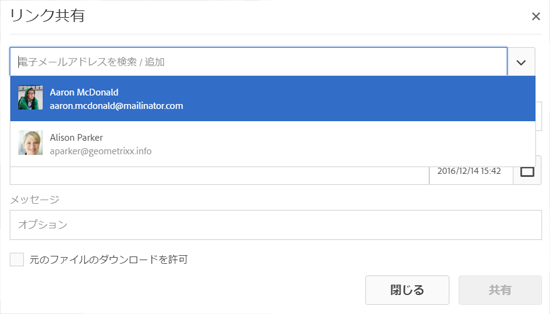 リンク共有
電子メールアドレスを検索 / 追加
Aaron McDonald
aaron.mcdonald@mailinator.com
Alison Parker
aparker@geometrixx.info
2016/12/14 15:42
メッセージ
オプション
元のファイルのダウンロードを許可
閉じる
共有